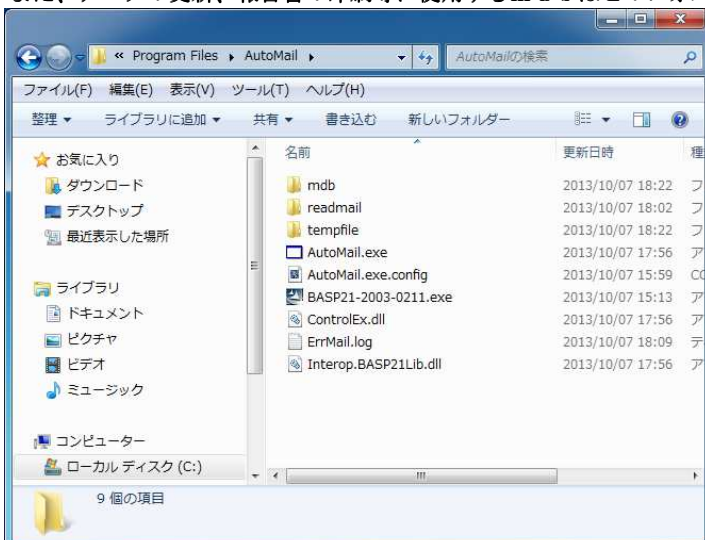 « Program Files ▸ AutoMail ▸
AutoMailの検索
ファイル(F) 編集(E) 表示(V) ツール(T) ヘルプ(H)
整理 ▼ ライブラリに追加 ▼ 共有 ▼ 書き込む 新しいフォルダー
名前 更新日時 種
お気に入り
ダウンロード
デスクトップ
最近表示した場所
ライブラリ
ドキュメント
ピクチャ
ビデオ
ミュージック
コンピューター
ローカル ディスク (C:)
mdb 2013/10/07 18:22 フ
readmail 2013/10/07 18:02 フ
tempfile 2013/10/07 18:22 フ
AutoMail.exe 2013/10/07 17:56 ア
AutoMail.exe.config 2013/10/07 15:59 CO
BASP21-2003-0211.exe 2013/10/07 15:13 ア
ControlEx.dll 2013/10/07 17:56 ア
ErrMail.log 2013/10/07 18:09 テ
Interop.BASP21Lib.dll 2013/10/07 17:56 ア
9 個の項目